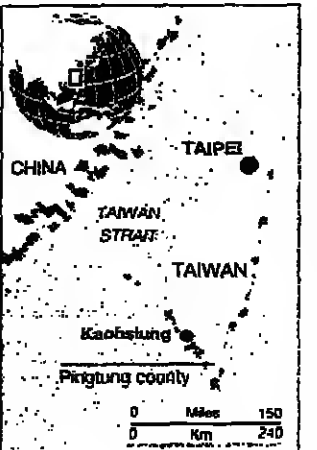 TAIPEI
CHINA
TAIWAN
STRAIT
TAIWAN
Kaohsiung
Pingtung county
0 Miles 150
0 Km 240